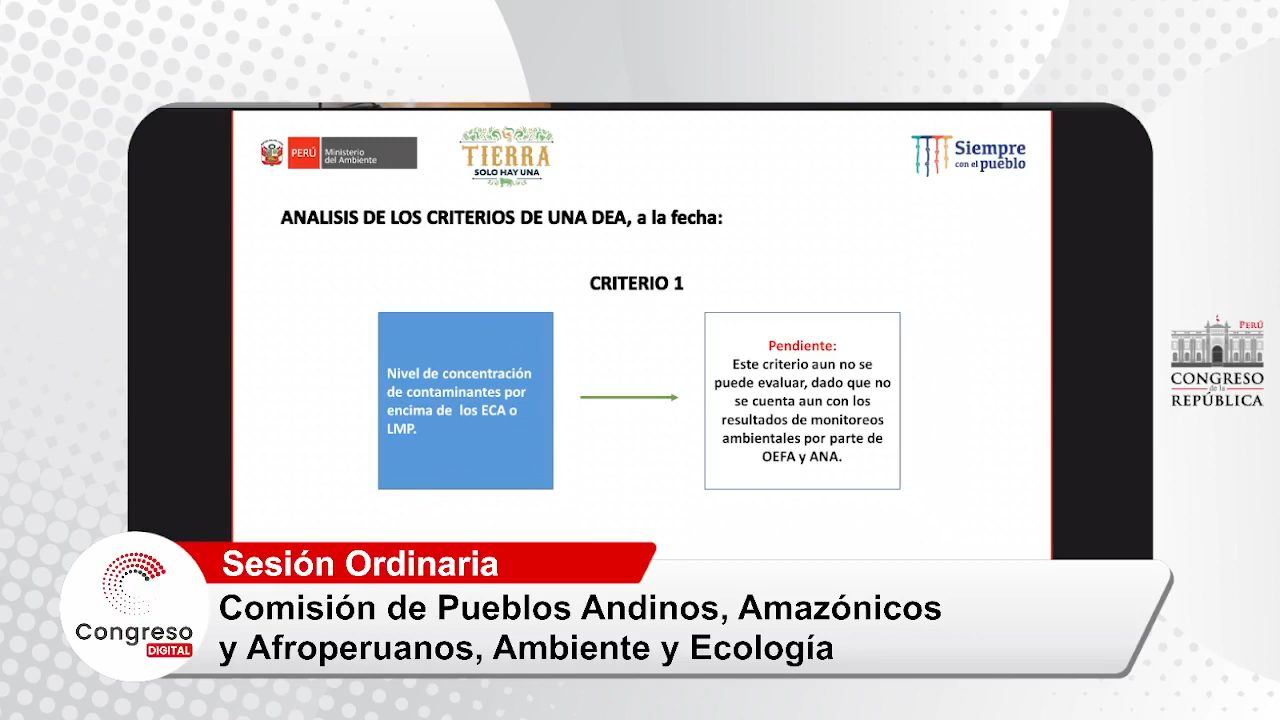 PERÚ
Ministerio
del Ambiente
TIERRA
SOLO HAY UNA
Siempre
con el pueblo
ANALISIS DE LOS CRITERIOS DE UNA DEA, a la fecha:
CRITERIO 1
Nivel de concentración
de contaminantes por
encima de los ECA o
LMP.
Pendiente:
Este criterio aun no se
puede evaluar, dado que no
se cuenta aun con los
resultados de monitoreos
ambientales por parte de
OEFA y ANA.
PERÚ
CONGRESO
de la
REPÚBLICA
Sesión Ordinaria
Comisión de Pueblos Andinos, Amazónicos
y Afroperuanos, Ambiente y Ecología
Congreso
DIGITAL